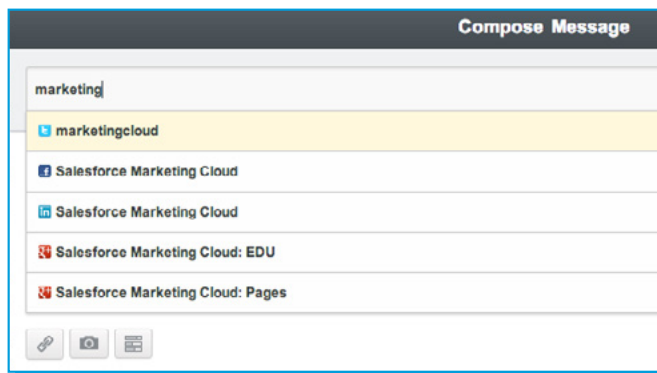 Compose Message
marketing
marketingcloud
Salesforce Marketing Cloud
Salesforce Marketing Cloud
Salesforce Marketing Cloud: EDU
Salesforce Marketing Cloud: Pages